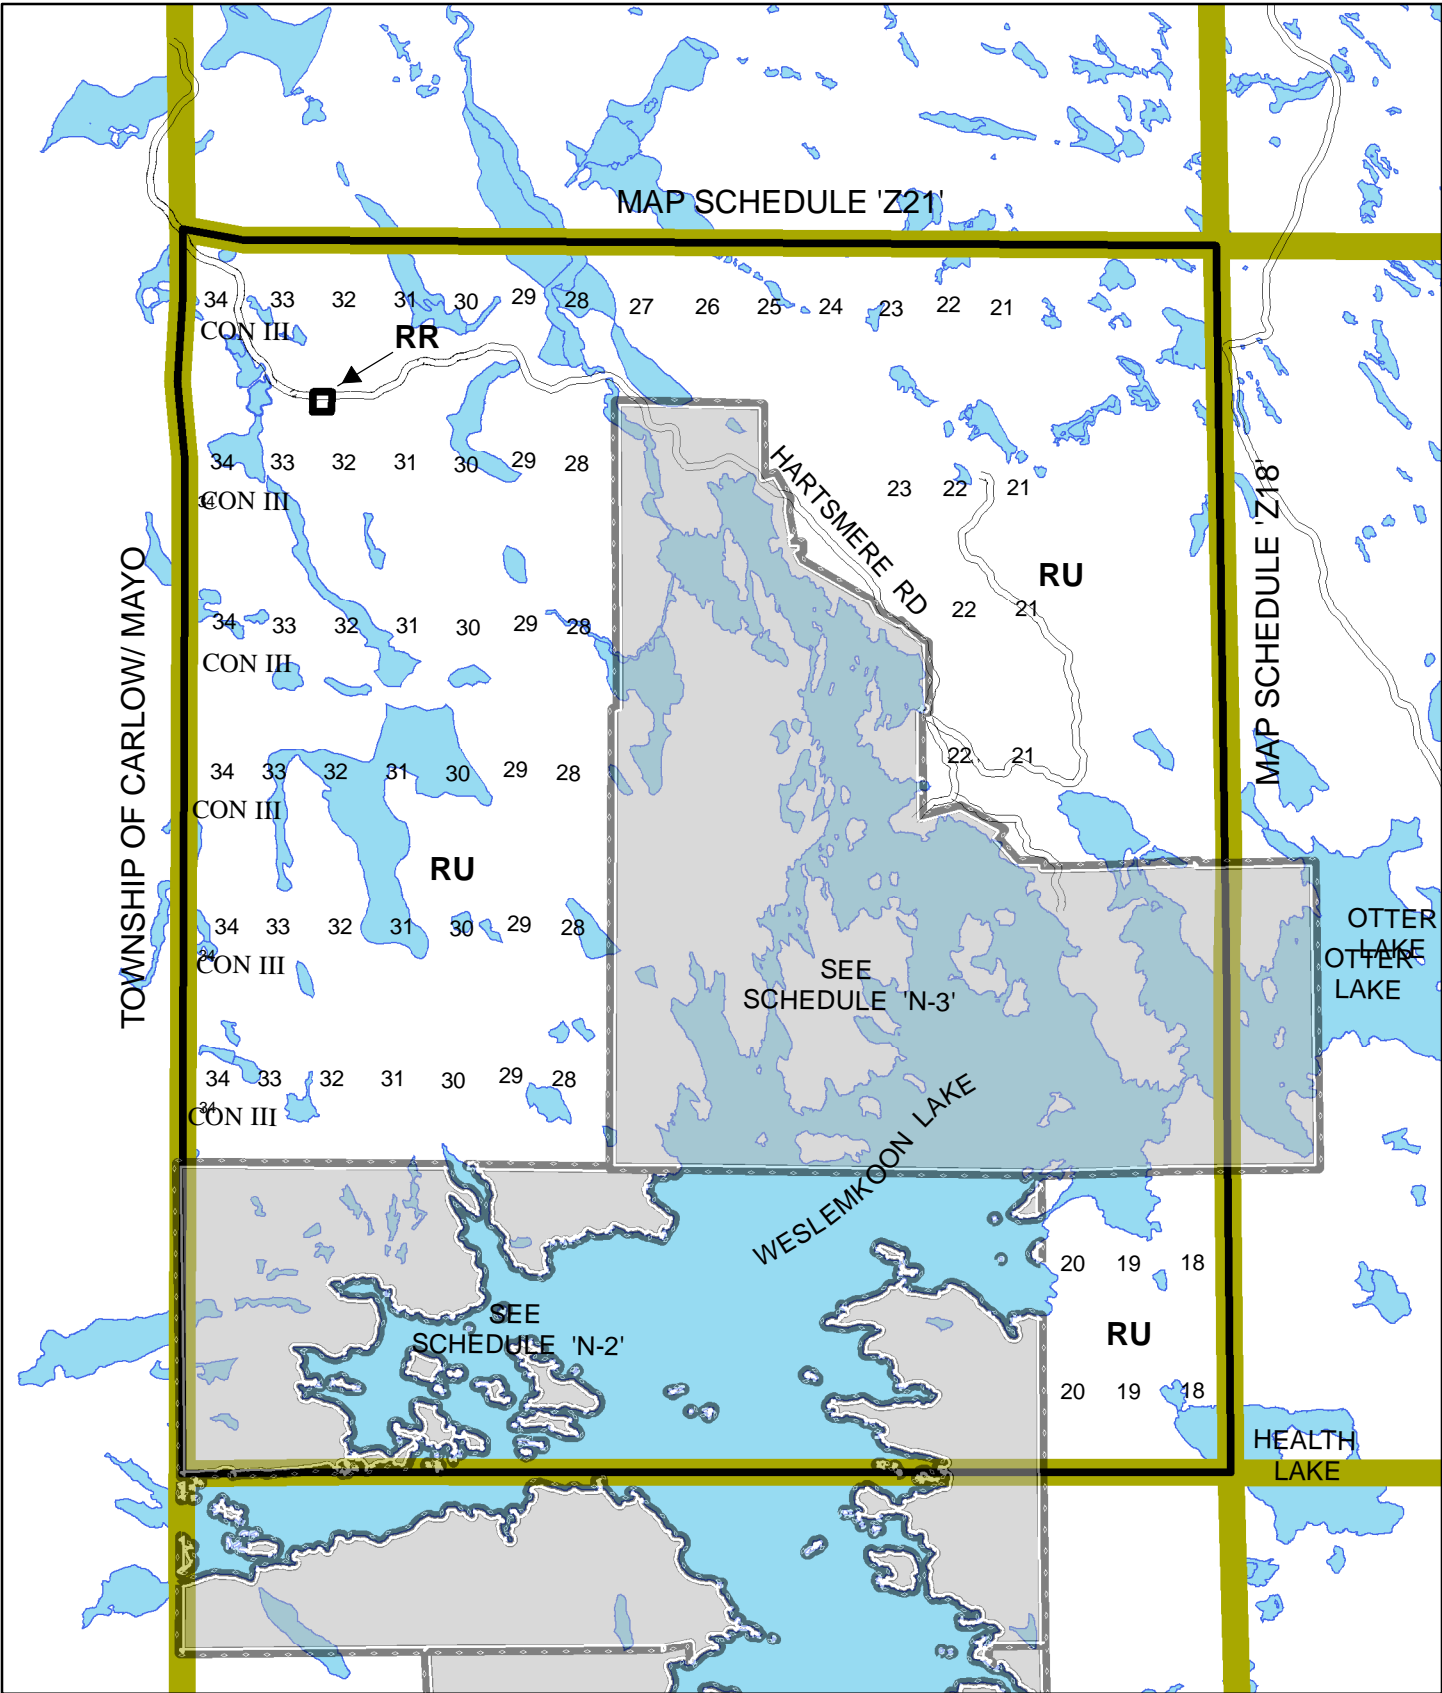 MAP SCHEDULE 'Z21'
34 33 32 31 30 29 28 27 26 25 24 23 22 21
CON III
RR
HARTSMERE RD
34 33 32 31 30 29 28
23 22 21
34
CON III
RU
MAP SCHEDULE 'Z18'
TOWNSHIP OF CARLOW/ MAYO
22 21
34 33 32 31 30 29 28
CON III
22 21
34 33 32 31 30 29 28
CON III
RU
34 33 32 31 30 29 28
34
CON III
OTTER
LAKE
OTTER
LAKE
SEE
SCHEDULE 'N-3'
34 33 32 31 30 29 28
34
CON III
WESLEMKOON LAKE
20 19 18
SEE
SCHEDULE 'N-2'
RU
20 19 18
HEALTH
LAKE